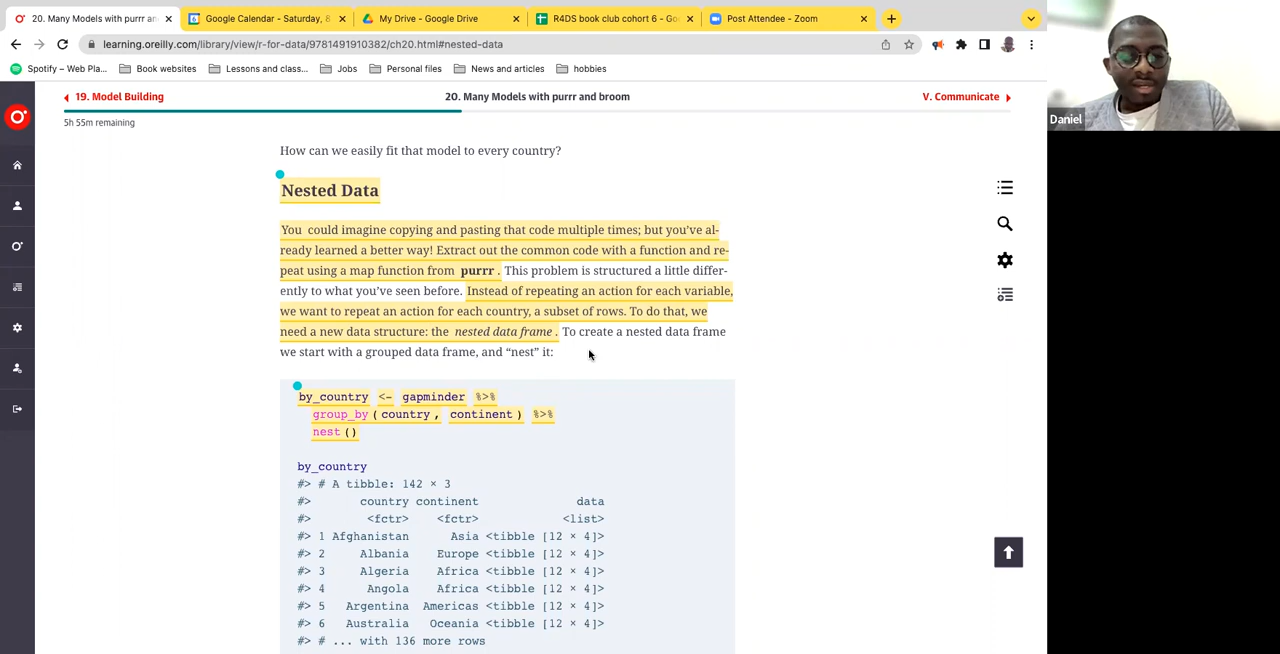 20. Many Models with purrr an
Google Calendar - Saturday, 8
My Drive - Google Drive
R4DS book club cohort 6 - Go
Post Attendee - Zoom
learning.oreilly.com/library/view/r-for-data/9781491910382/ch20.html#nested-data
Spotify – Web Pla...
Book websites
Lessons and class...
Jobs
Personal files
News and articles
hobbies
19. Model Building
20. Many Models with purrr and broom
V. Communicate
5h 55m remaining
Daniel
How can we easily fit that model to every country?
Nested Data
You could imagine copying and pasting that code multiple times; but you’ve al-
ready learned a better way! Extract out the common code with a function and re-
peat using a map function from purrr . This problem is structured a little differ-
ently to what you’ve seen before. Instead of repeating an action for each variable,
we want to repeat an action for each country, a subset of rows. To do that, we
need a new data structure: the nested data frame . To create a nested data frame
we start with a grouped data frame, and “nest” it:
by_country <- gapminder %>%
group_by ( country , continent ) %>%
nest ()
by_country
#> # A tibble: 142 × 3
#> country continent data
#> <fctr> <fctr> <list>
#> 1 Afghanistan Asia <tibble [12 × 4]>
#> 2 Albania Europe <tibble [12 × 4]>
#> 3 Algeria Africa <tibble [12 × 4]>
#> 4 Angola Africa <tibble [12 × 4]>
#> 5 Argentina Americas <tibble [12 × 4]>
#> 6 Australia Oceania <tibble [12 × 4]>
#> # ... with 136 more rows